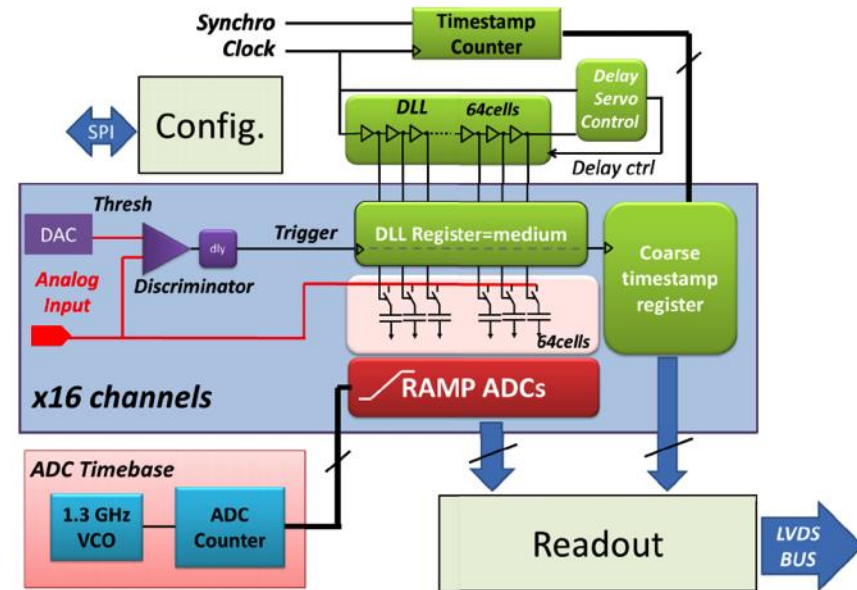 Synchro
Clock
Timestamp
Counter
Delay
Servo
Control
DLL
64cells
Delay ctrl
SPI
Config.
DAC
Thresh
dly
Trigger
Discriminator
Analog
Input
DLL Register=medium
Coarse
timestamp
register
64cells
x16 channels
RAMP ADCs
ADC Timebase
1.3 GHz
VCO
ADC
Counter
Readout
LVDS
BUS